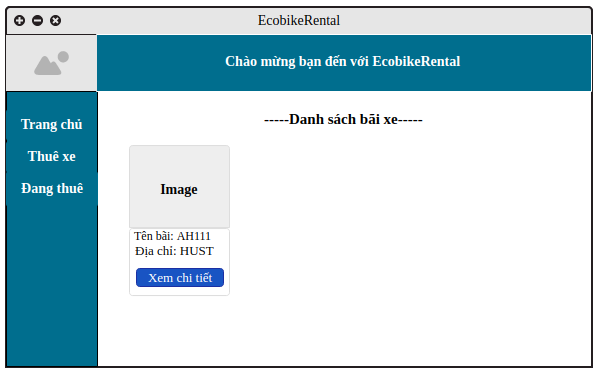 EcobikeRental
Chào mừng bạn đến với EcobikeRental
Trang chủ
Thuê xe
Đang thuê
-----Danh sách bãi xe-----
Image
Tên bãi: AH111
Địa chỉ: HUST
Xem chi tiết